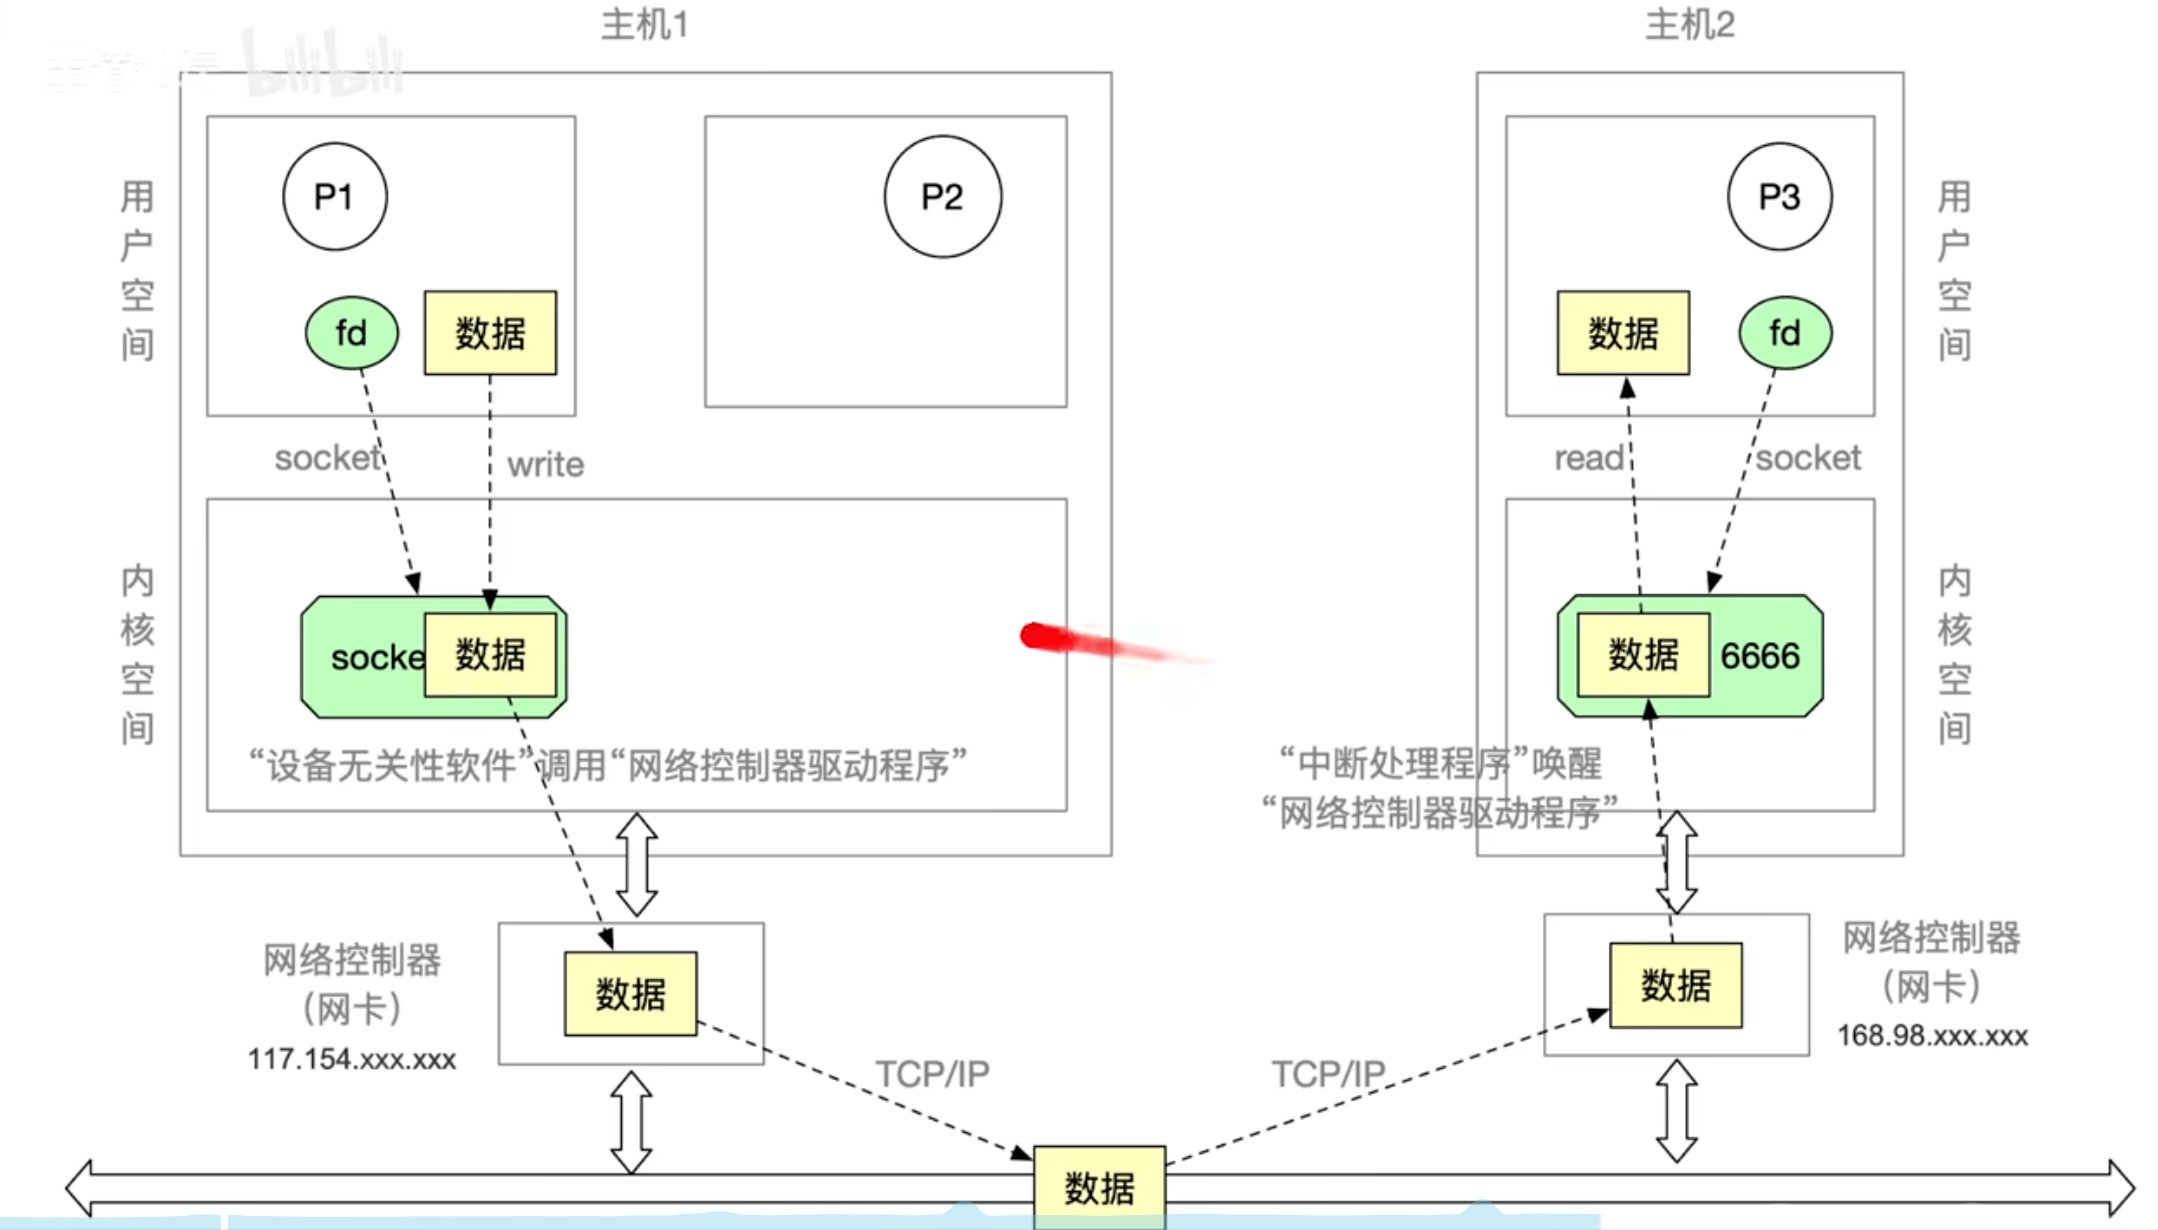 主机1
主机2
bilibili
用户空间
P1
P2
P3
用户空间
fd
数据
数据
fd
socket
write
read
socket
内核空间
socke
数据
数据
6666
内核空间
“设备无关性软件”调用“网络控制器驱动程序”
“中断处理程序”唤醒
“网络控制器驱动程序”
网络控制器
（网卡）
117.154.xxx.xxx
数据
数据
网络控制器
（网卡）
168.98.xxx.xxx
TCP/IP
TCP/IP
数据